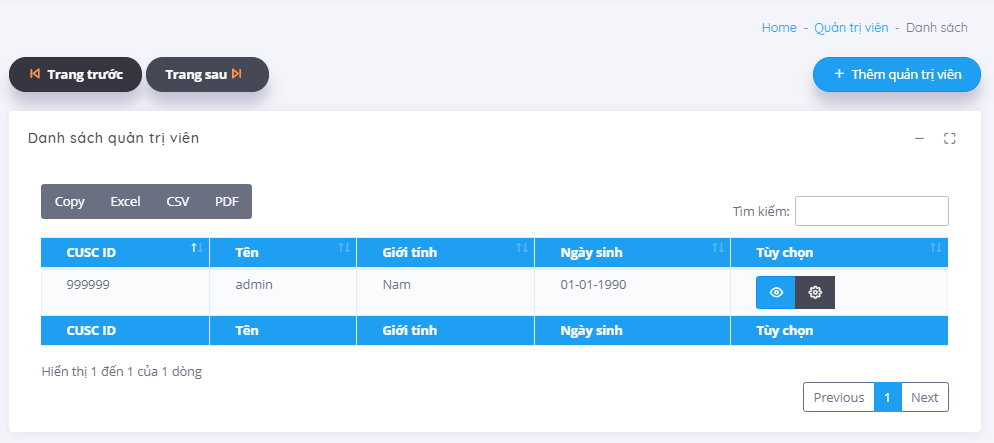 Home - Quản trị viên - Danh sách
Trang trước Trang sau + Thêm quản trị viên
Danh sách quản trị viên
Copy Excel CSV PDF
Tìm kiếm:
CUSC ID Tên Giới tính Ngày sinh Tùy chọn
999999 admin Nam 01-01-1990
CUSC ID Tên Giới tính Ngày sinh Tùy chọn
Hiển thị 1 đến 1 của 1 dòng
Previous 1 Next